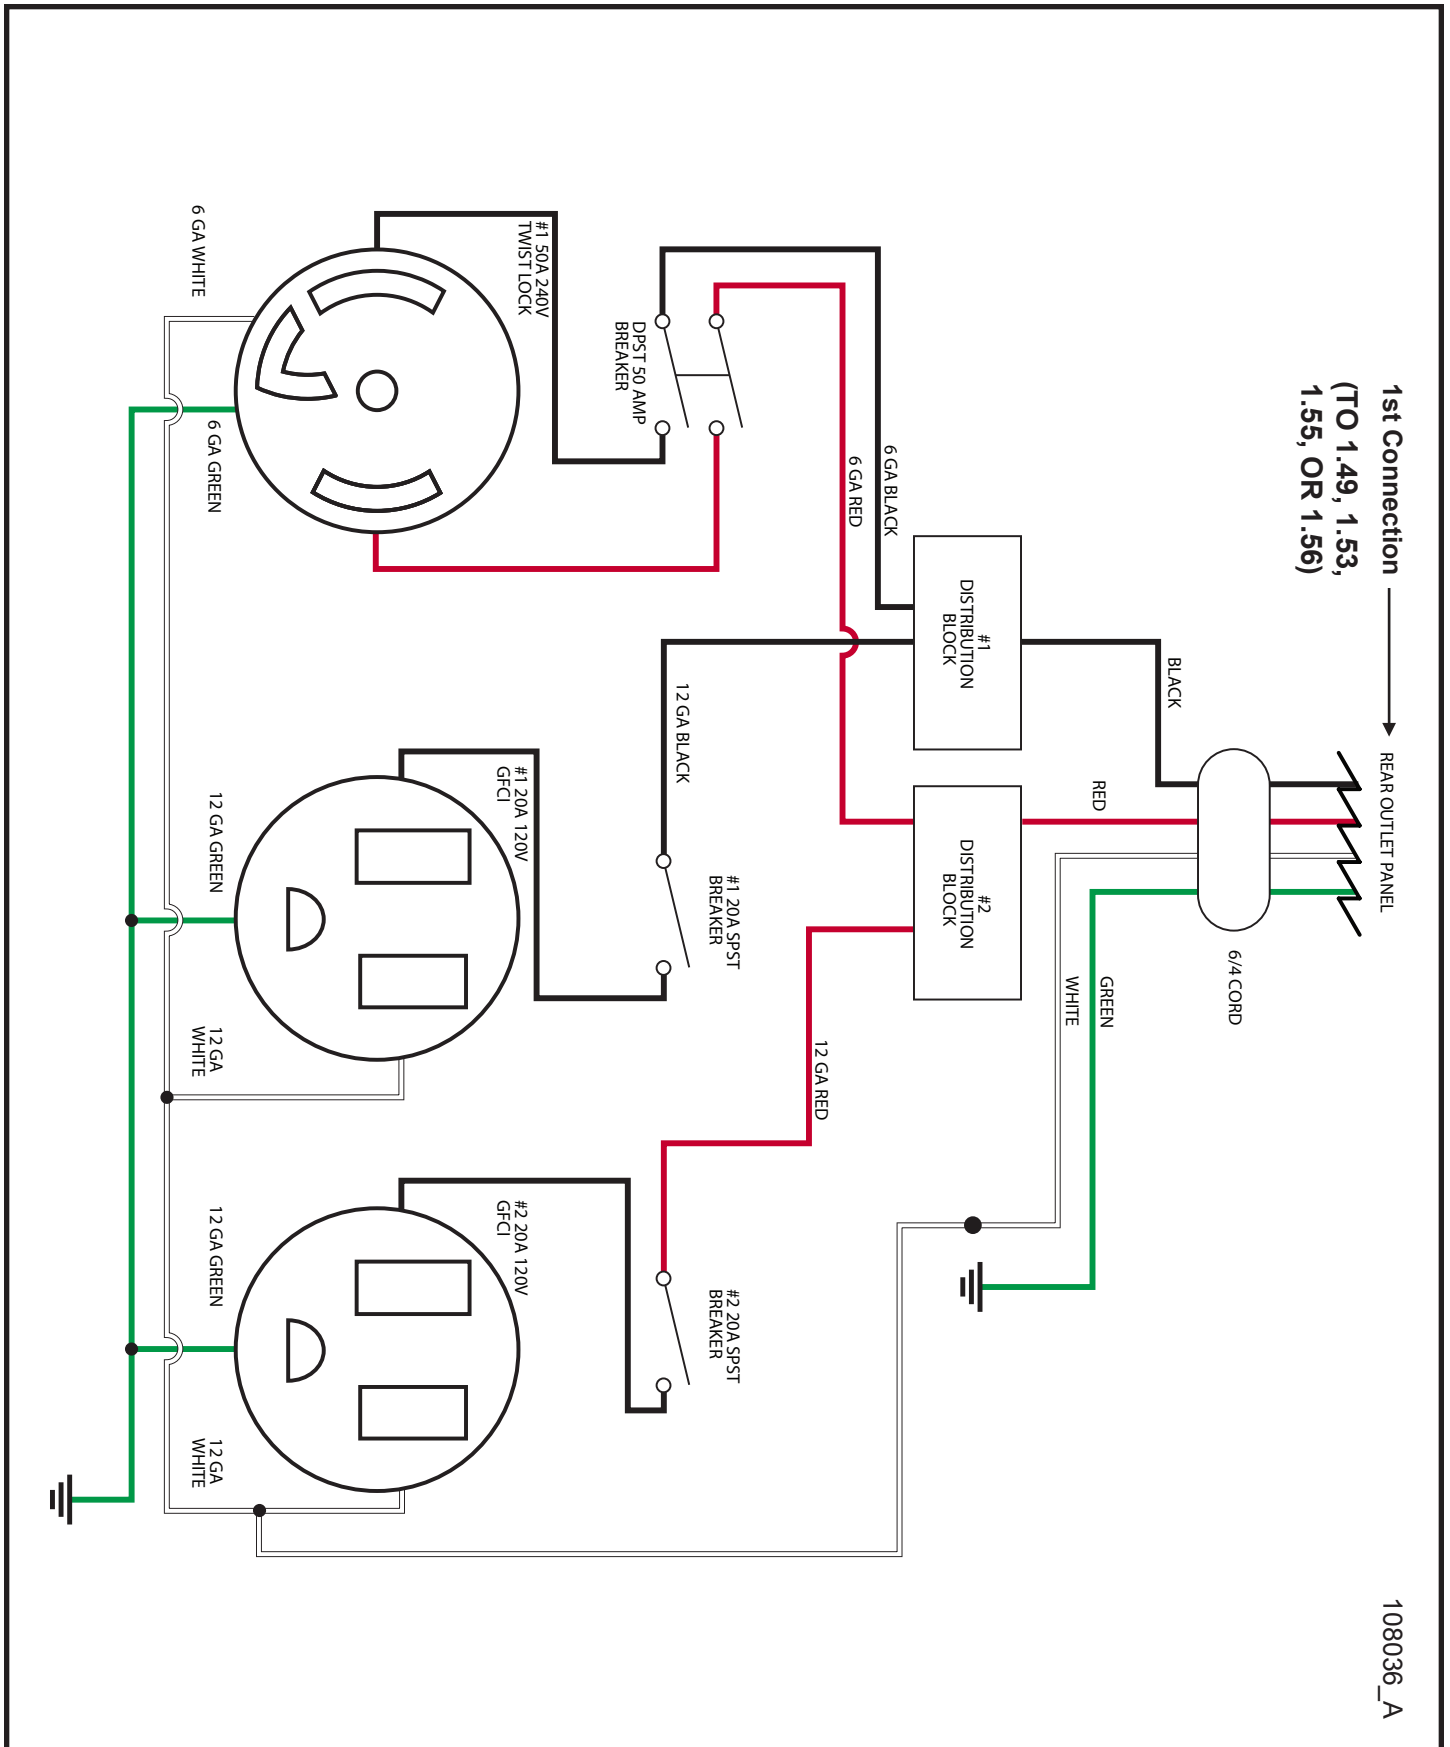 108036_A
1st Connection
(TO 1.49, 1.53,
1.55, OR 1.56)
REAR OUTLET PANEL
6/4 CORD
BLACK
RED
GREEN
WHITE
#1
DISTRIBUTION
BLOCK
#2
DISTRIBUTION
BLOCK
6 GA BLACK
6 GA RED
12 GA RED
DPST 50 AMP
BREAKER
12 GA BLACK
#1 20A SPST
BREAKER
#2 20A SPST
BREAKER
#1 50A 240V
TWIST LOCK
#1 20A 120V
GFCI
#2 20A 120V
GFCI
6 GA WHITE
6 GA GREEN
12 GA GREEN
12 GA
WHITE
12 GA GREEN
12 GA
WHITE